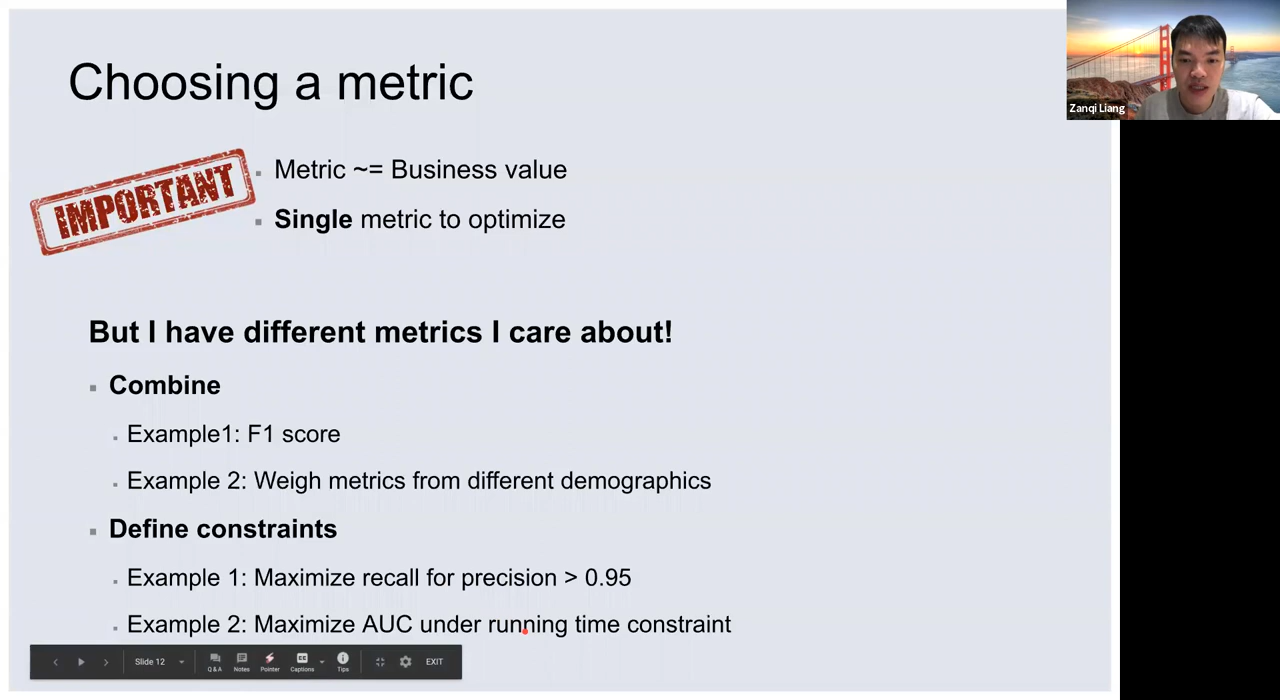 Choosing a metric
Zanqi Liang
IMPORTANT
Metric ~= Business value
Single metric to optimize
But I have different metrics I care about!
Combine
Example1: F1 score
Example 2: Weigh metrics from different demographics
Define constraints
Example 1: Maximize recall for precision > 0.95
Example 2: Maximize AUC under running time constraint
Slide 12
Q & A
Notes
Pointer
Captions
Tips
EXIT